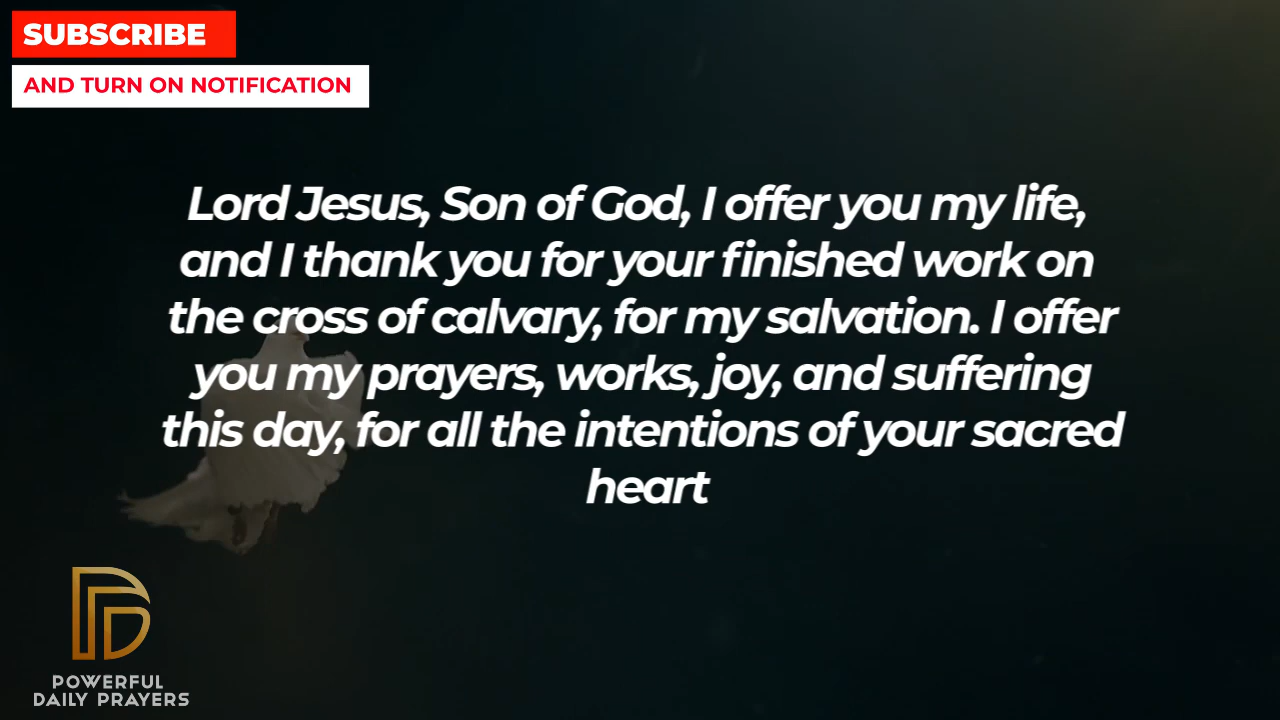 SUBSCRIBE
AND TURN ON NOTIFICATION
Lord Jesus, Son of God, I offer you my life,
and I thank you for your finished work on
the cross of calvary, for my salvation. I offer
you my prayers, works, joy, and suffering
this day, for all the intentions of your sacred
heart
POWERFUL
DAILY PRAYERS